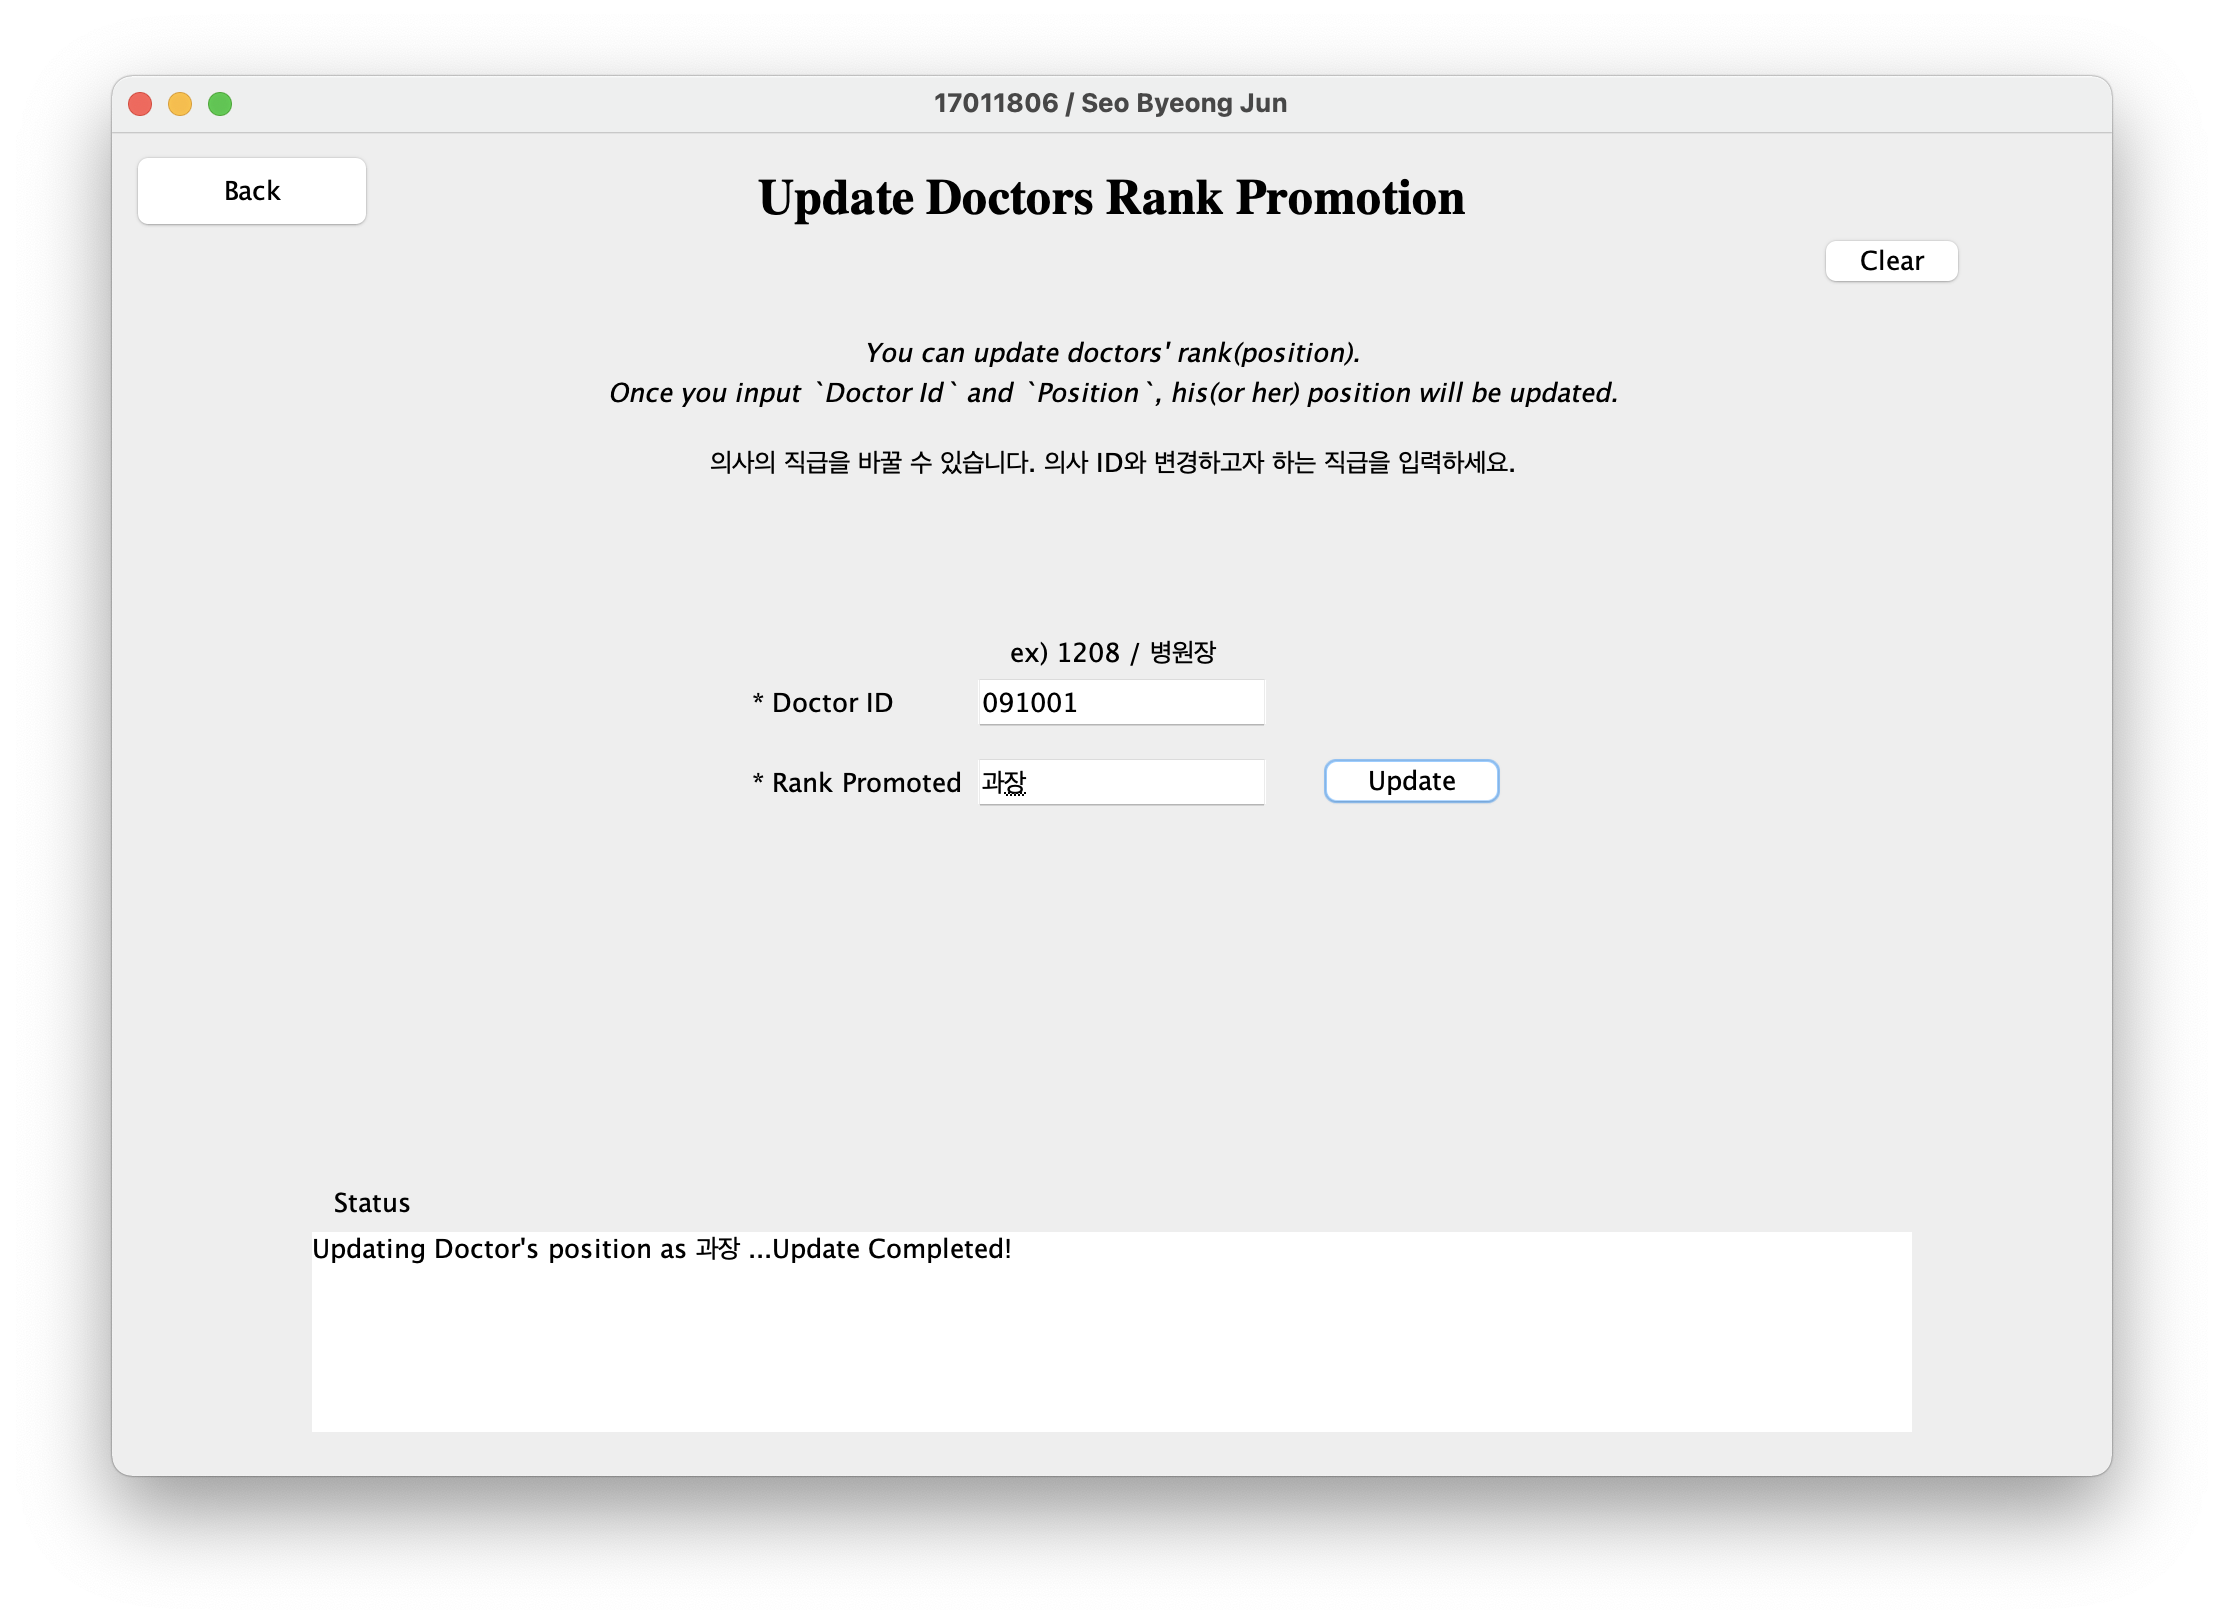 17011806 / Seo Byeong Jun
Back
Update Doctors Rank Promotion
Clear
You can update doctors' rank(position).
Once you input `Doctor Id` and `Position`, his(or her) position will be updated.
의사의 직급을 바꿀 수 있습니다. 의사 ID와 변경하고자 하는 직급을 입력하세요.
ex) 1208 / 병원장
* Doctor ID 091001
* Rank Promoted 과장 Update
Status
Updating Doctor's position as 과장 ...Update Completed!